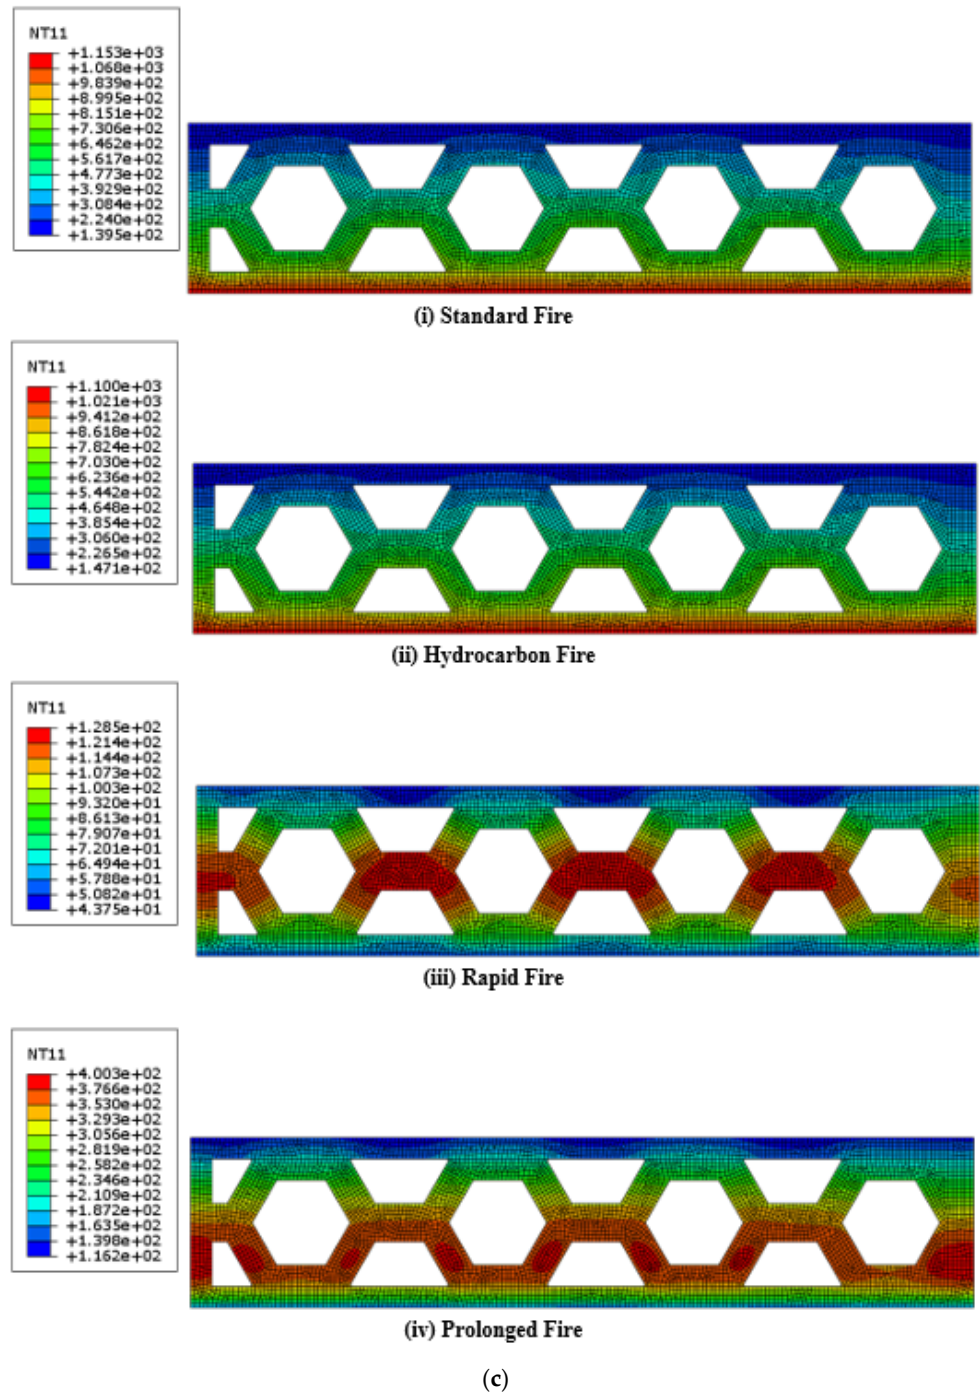 NT11
+1.153e+03
+1.068e+03
+9.839e+02
+8.995e+02
+8.151e+02
+7.306e+02
+6.462e+02
+5.617e+02
+4.773e+02
+3.929e+02
+3.084e+02
+2.240e+02
+1.395e+02
(i) Standard Fire
NT11
+1.100e+03
+1.021e+03
+9.412e+02
+8.618e+02
+7.824e+02
+7.030e+02
+6.236e+02
+5.442e+02
+4.648e+02
+3.854e+02
+3.060e+02
+2.265e+02
+1.471e+02
(ii) Hydrocarbon Fire
NT11
+1.285e+02
+1.214e+02
+1.144e+02
+1.073e+02
+1.003e+02
+9.320e+01
+8.613e+01
+7.907e+01
+7.201e+01
+6.494e+01
+5.788e+01
+5.082e+01
+4.375e+01
(iii) Rapid Fire
NT11
+4.003e+02
+3.766e+02
+3.530e+02
+3.293e+02
+3.056e+02
+2.819e+02
+2.582e+02
+2.346e+02
+2.109e+02
+1.872e+02
+1.635e+02
+1.398e+02
+1.162e+02
(iv) Prolonged Fire
(c)